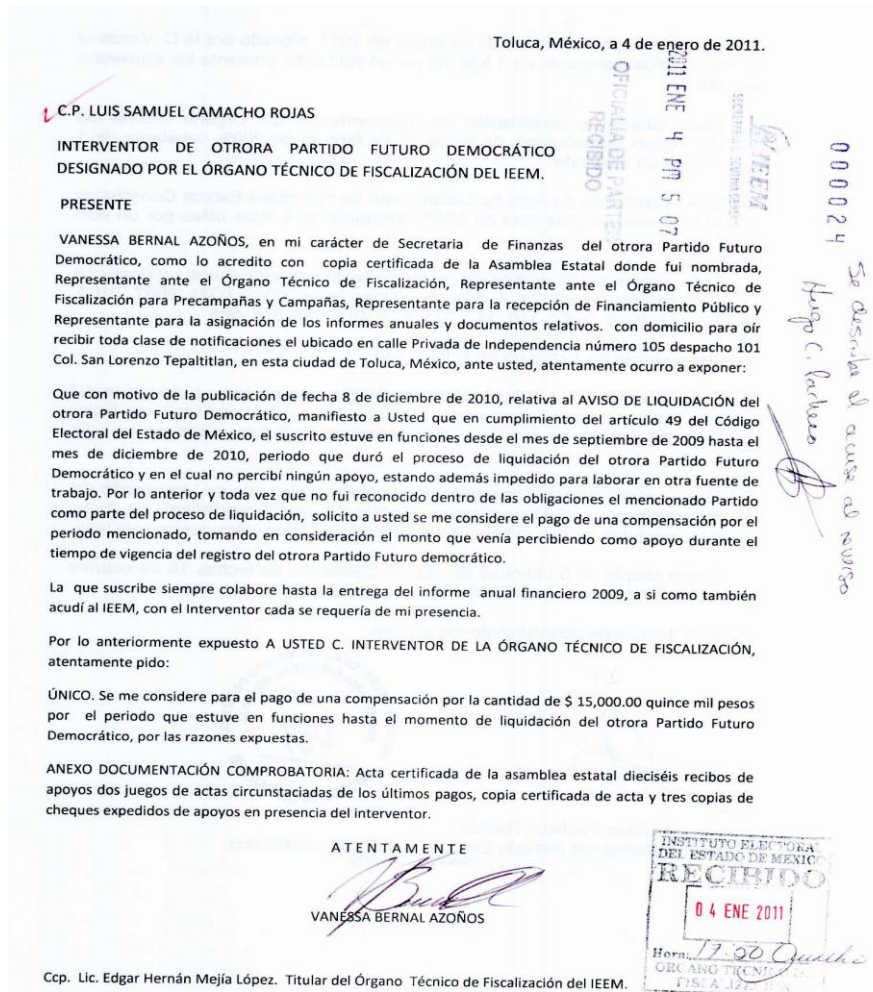 Toluca, México, a 4 de enero de 2011.
C.P. LUIS SAMUEL CAMACHO ROJAS
INTERVENTOR DE OTRORA PARTIDO FUTURO DEMOCRÁTICO
DESIGNADO POR EL ÓRGANO TÉCNICO DE FISCALIZACIÓN DEL IEEM.
PRESENTE
VANESSA BERNAL AZOÑOS, en mi carácter de Secretaria de Finanzas del otrora Partido Futuro
Democrático, como lo acredito con copia certificada de la Asamblea Estatal donde fui nombrada,
Representante ante el Órgano Técnico de Fiscalización, Representante ante el Órgano Técnico de
Fiscalización para Precampañas y Campañas, Representante para la recepción de Financiamiento Público y
Representante para la asignación de los informes anuales y documentos relativos. con domicilio para oír
recibir toda clase de notificaciones el ubicado en calle Privada de Independencia número 105 despacho 101
Col. San Lorenzo Tepaltitlan, en esta ciudad de Toluca, México, ante usted, atentamente ocurro a exponer:
Que con motivo de la publicación de fecha 8 de diciembre de 2010, relativa al AVISO DE LIQUIDACIÓN del
otrora Partido Futuro Democrático, manifiesto a Usted que en cumplimiento del artículo 49 del Código
Electoral del Estado de México, el suscrito estuve en funciones desde el mes de septiembre de 2009 hasta el
mes de diciembre de 2010, periodo que duró el proceso de liquidación del otrora Partido Futuro
Democrático y en el cual no percibí ningún apoyo, estando además impedido para laborar en otra fuente de
trabajo. Por lo anterior y toda vez que no fui reconocido dentro de las obligaciones el mencionado Partido
como parte del proceso de liquidación, solicito a usted se me considere el pago de una compensación por el
periodo mencionado, tomando en consideración el monto que venía percibiendo como apoyo durante el
tiempo de vigencia del registro del otrora Partido Futuro democrático.
La que suscribe siempre colabore hasta la entrega del informe anual financiero 2009, a si como también
acudí al IEEM, con el Interventor cada se requería de mi presencia.
Por lo anteriormente expuesto A USTED C. INTERVENTOR DE LA ÓRGANO TÉCNICO DE FISCALIZACIÓN,
atentamente pido:
ÚNICO. Se me considere para el pago de una compensación por la cantidad de $ 15,000.00 quince mil pesos
por el periodo que estuve en funciones hasta el momento de liquidación del otrora Partido Futuro
Democrático, por las razones expuestas.
ANEXO DOCUMENTACIÓN COMPROBATORIA: Acta certificada de la asamblea estatal dieciséis recibos de
apoyos dos juegos de actas circunstaciadas de los últimos pagos, copia certificada de acta y tres copias de
cheques expedidos de apoyos en presencia del interventor.
ATENTAMENTE
VANESSA BERNAL AZOÑOS
Ccp. Lic. Edgar Hernán Mejía López. Titular del Órgano Técnico de Fiscalización del IEEM.
2011 ENE 4 PM 5 07
OFICIALIA DE PARTES
RECIBIDO
IEEM
000024
Se describe el acuse al reverso
Hugo C. Pacheco
INSTITUTO ELECTORAL
DEL ESTADO DE MEXICO
RECIBIDO
04 ENE 2011
Hora: 17:20
ORGANO TECNICO DE
FISCALIZACION